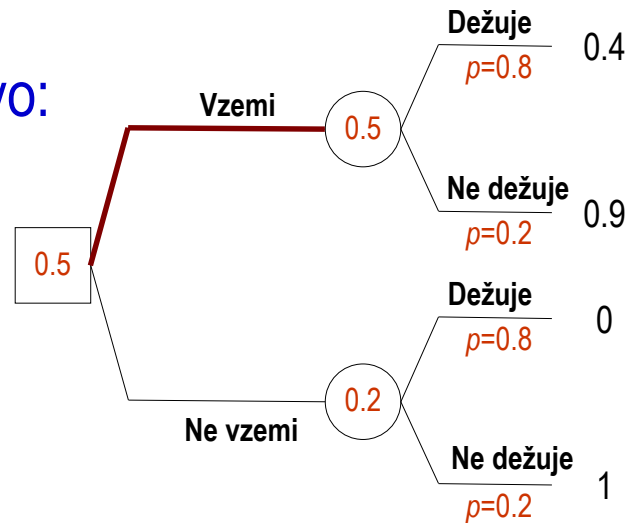 vo:
Dežuje
0.4
p=0.8
Vzemi
0.5
Ne dežuje
0.9
p=0.2
0.5
Dežuje
0
p=0.8
0.2
Ne vzemi
Ne dežuje
1
p=0.2